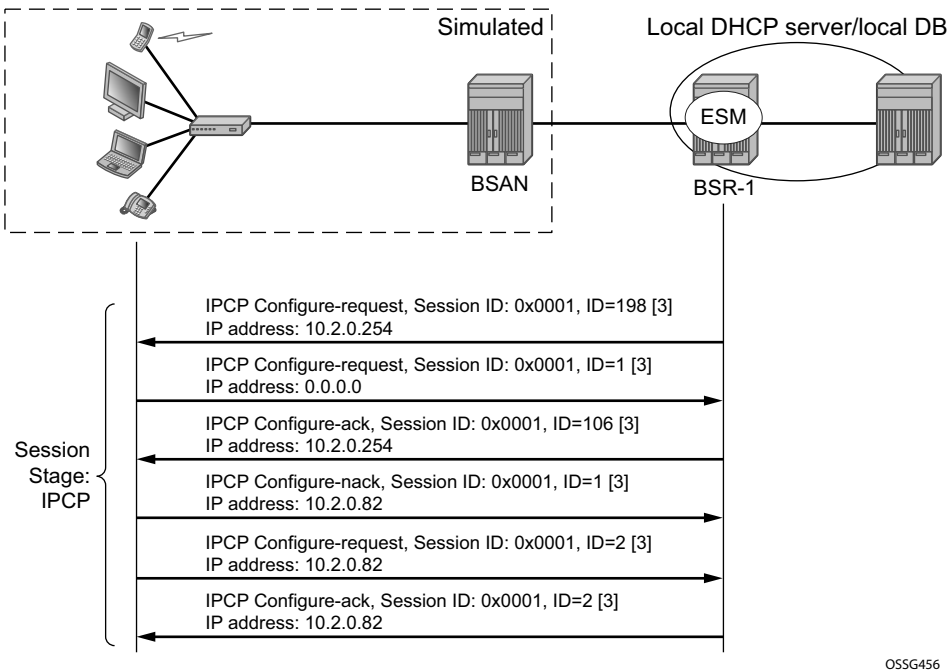 Simulated
Local DHCP server/local DB
ESM
BSAN
BSR-1
IPCP Configure-request, Session ID: 0x0001, ID=198 [3]
IP address: 10.2.0.254
IPCP Configure-request, Session ID: 0x0001, ID=1 [3]
IP address: 0.0.0.0
IPCP Configure-ack, Session ID: 0x0001, ID=106 [3]
IP address: 10.2.0.254
Session
Stage:
IPCP
IPCP Configure-nack, Session ID: 0x0001, ID=1 [3]
IP address: 10.2.0.82
IPCP Configure-request, Session ID: 0x0001, ID=2 [3]
IP address: 10.2.0.82
IPCP Configure-ack, Session ID: 0x0001, ID=2 [3]
IP address: 10.2.0.82
OSSG456